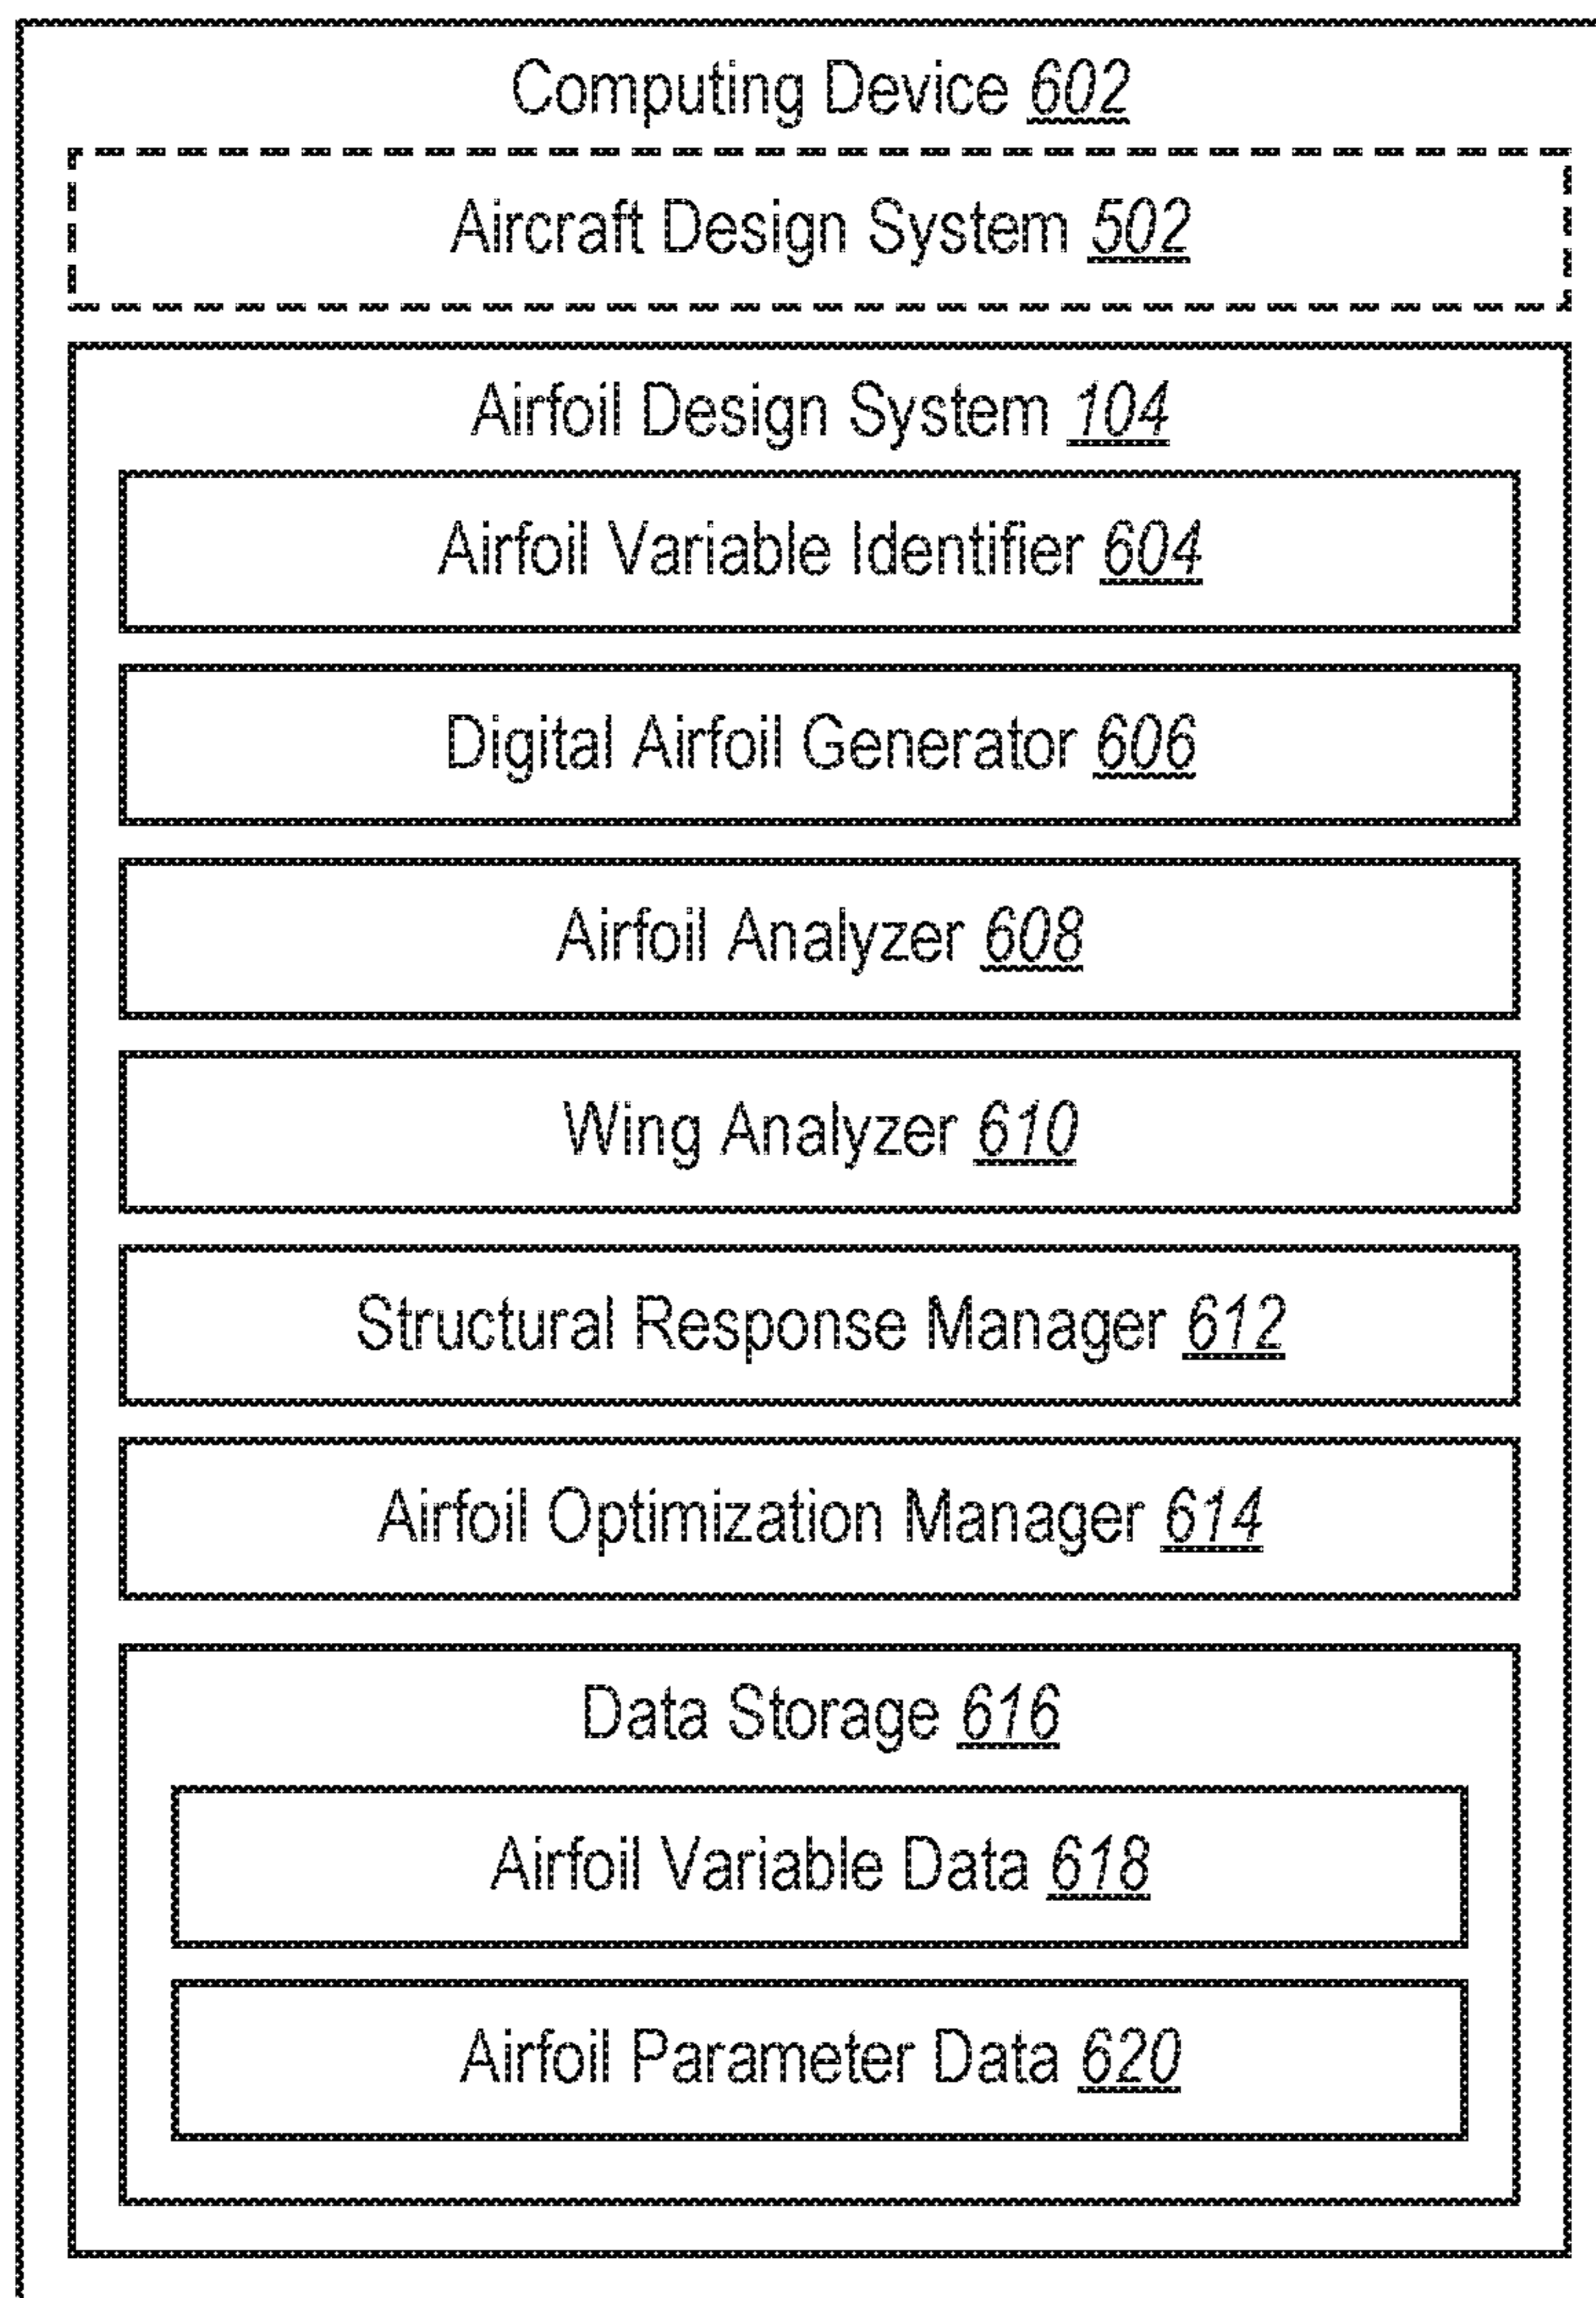 Computing Device 602
Aircraft Design System 502
Airfoil Design System 104
Airfoil Variable Identifier 604
Digital Airfoil Generator 606
Airfoil Analyzer 608
Wing Analyzer 610
Structural Response Manager 612
Airfoil Optimization Manager 614
Data Storage 616
Airfoil Variable Data 618
Airfoil Parameter Data 620